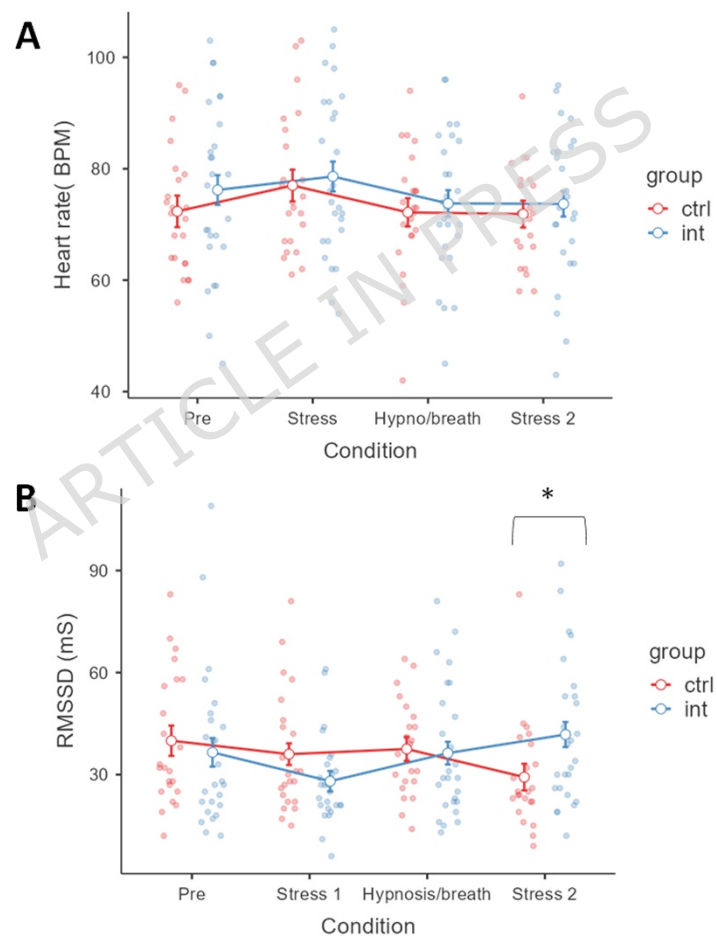 A
100
80
60
40
Heart rate( BPM)
Pre
Stress
Hypno/breath
Stress 2
Condition
group
ctrl
int
ARTICLE IN PRESS
B
*
90
60
30
RMSSD (mS)
Pre
Stress 1
Hypnosis/breath
Stress 2
Condition
group
ctrl
int